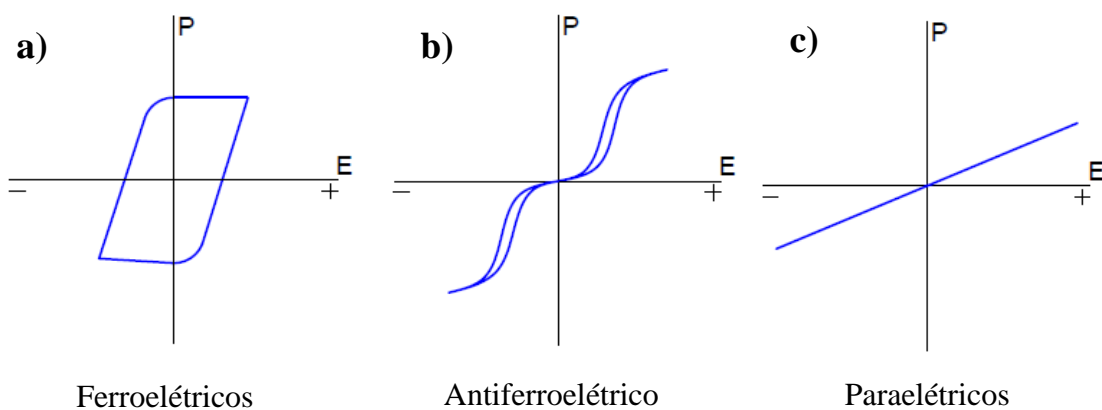 a)
P
E
−
+
Ferroelétricos
b)
P
E
−
+
Antiferroelétrico
c)
P
E
−
+
Paraelétricos